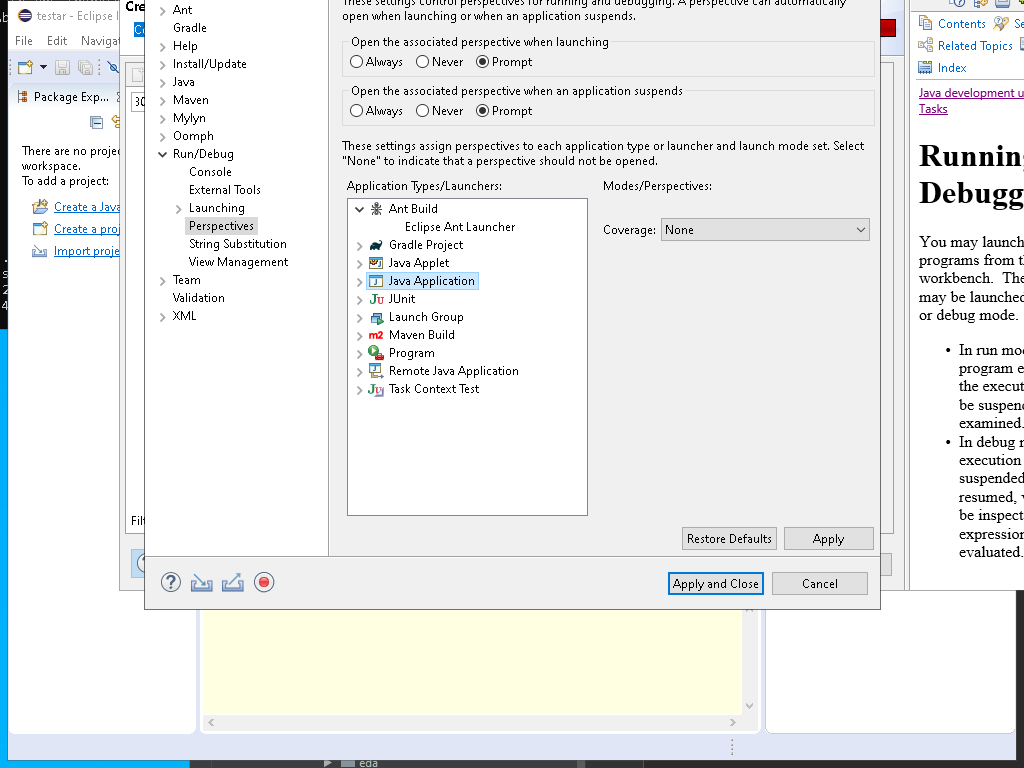 testar - Eclipse I
File Edit Navigat
Package Exp...
There are no proje
workspace.
To add a project:
Create a Java
Create a proj
Import proje
Cre
30
Filt
Ant
Gradle
Help
Install/Update
Java
Maven
Mylyn
Oomph
Run/Debug
Console
External Tools
Launching
Perspectives
String Substitution
View Management
Team
Validation
XML
These settings control perspectives for running and debugging. A perspective can automatically
open when launching or when an application suspends.
Open the associated perspective when launching
Always Never Prompt
Open the associated perspective when an application suspends
Always Never Prompt
These settings assign perspectives to each application type or launcher and launch mode set. Select
"None" to indicate that a perspective should not be opened.
Application Types/Launchers:
Modes/Perspectives:
Ant Build
Eclipse Ant Launcher
Gradle Project
Java Applet
Java Application
JUnit
Launch Group
Maven Build
Program
Remote Java Application
Task Context Test
Coverage: None
Restore Defaults Apply
Apply and Close Cancel
Contents Se
Related Topics
Index
Java development u
Tasks
Running
Debugg
You may launch
programs from th
workbench. The
may be launched
or debug mode.
• In run mod
program e
the execut
be suspend
examined.
• In debug m
execution
suspended
resumed, v
be inspect
expression
evaluated.
eda